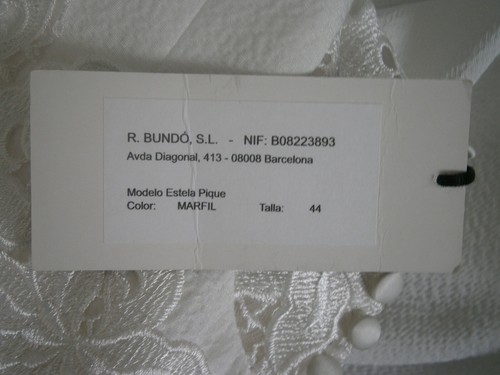 R. BUNDÓ, S.L. - NIF: B08223893
Avda Diagonal, 413 - 08008 Barcelona
Modelo Estela Pique
Color: MARFIL Talla: 44